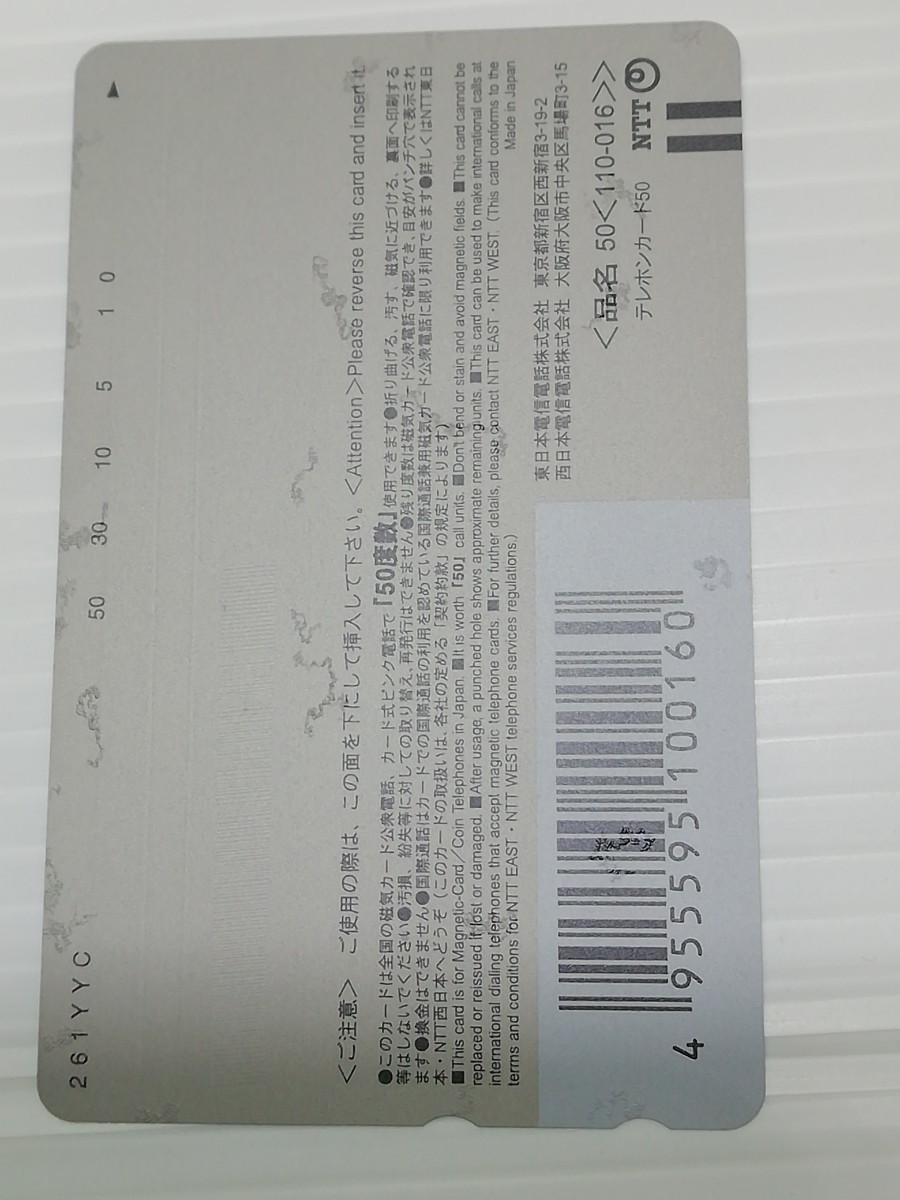 261YYC
50 30 10 5 1 0
<ご注意> ご使用の際は、この面を下にして挿入して下さい。<Attention>Please reverse this card and insert it.
●このカードは全国の磁気カード公衆電話、カード式ピンク電話で『50度数』使用できます●折り曲げる、汚す、磁気に近づける、裏面へ印刷する
等はしないでください●汚損、紛失等に対しての取り替え、再発行はできません●残り度数は磁気カード公衆電話で確認でき、目安がパンチ穴で表示され
ます●換金はできません●国際通話はカードでの国際通話の利用を認めている国際通話兼用磁気カード公衆電話に限り利用できます●詳しくはNTT東日
本・NTT西日本へどうぞ（このカードの取扱いは、各社の定める「契約約款」の規定によります）
■This card is for Magnetic-Card/Coin Telephones in Japan. ■It is worth『50』call units. ■Don't bend or stain and avoid magnetic fields. ■This card cannot be
replaced or reissued if lost or damaged. ■After usage, a punched hole shows approximate remaining units. ■This card can be used to make international calls at
international dialing telephones that accept magnetic telephone cards. ■For further details, please contact NTT EAST・NTT WEST. (This card conforms to the
terms and conditions for NTT EAST・NTT WEST telephone services regulations.)
Made in Japan
東日本電信電話株式会社 東京都新宿区西新宿3-19-2
西日本電信電話株式会社 大阪府大阪市中央区馬場町3-15
<品名 50<110-016>>
テレホンカード50
NTT
4 955595 100160